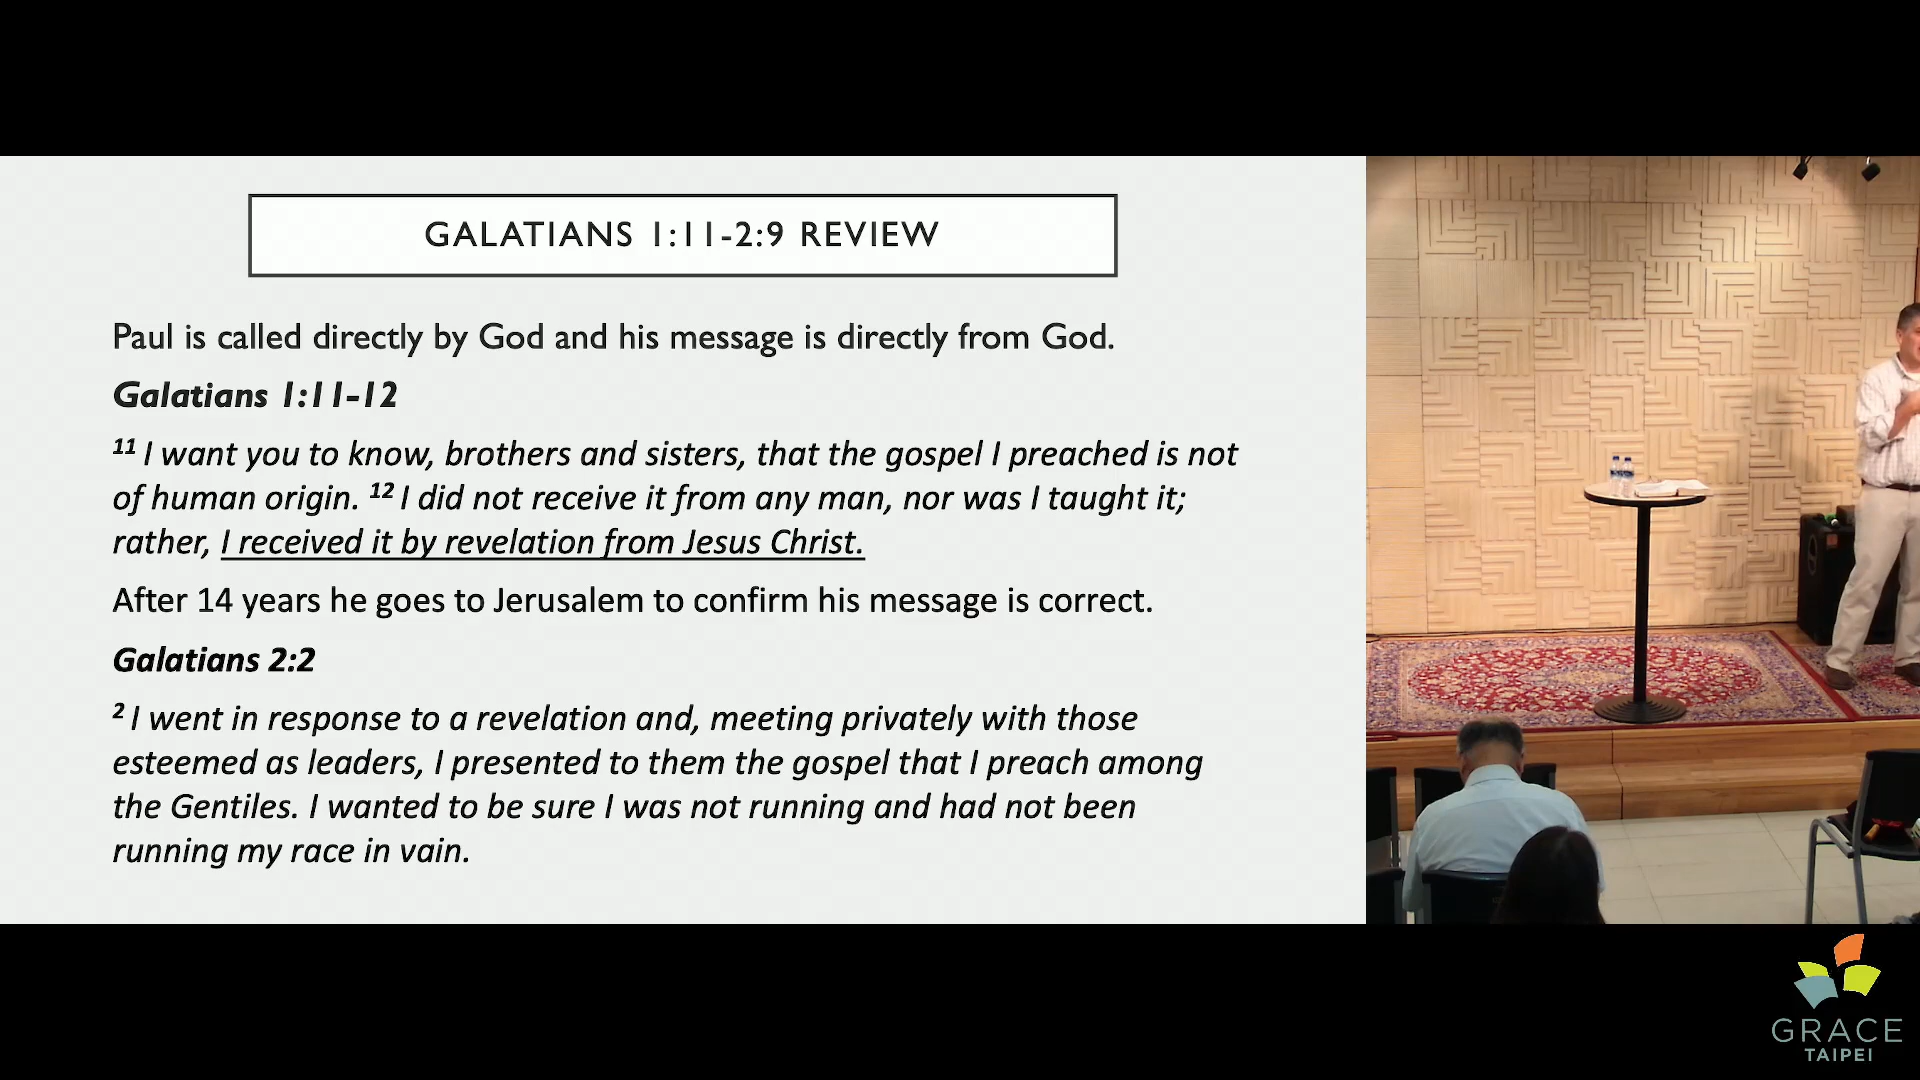 GALATIANS 1:11-2:9 REVIEW
Paul is called directly by God and his message is directly from God.
Galatians 1:11-12
11 I want you to know, brothers and sisters, that the gospel I preached is not
of human origin. 12 I did not receive it from any man, nor was I taught it;
rather, I received it by revelation from Jesus Christ.
After 14 years he goes to Jerusalem to confirm his message is correct.
Galatians 2:2
2 I went in response to a revelation and, meeting privately with those
esteemed as leaders, I presented to them the gospel that I preach among
the Gentiles. I wanted to be sure I was not running and had not been
running my race in vain.
GRACE
TAIPEI